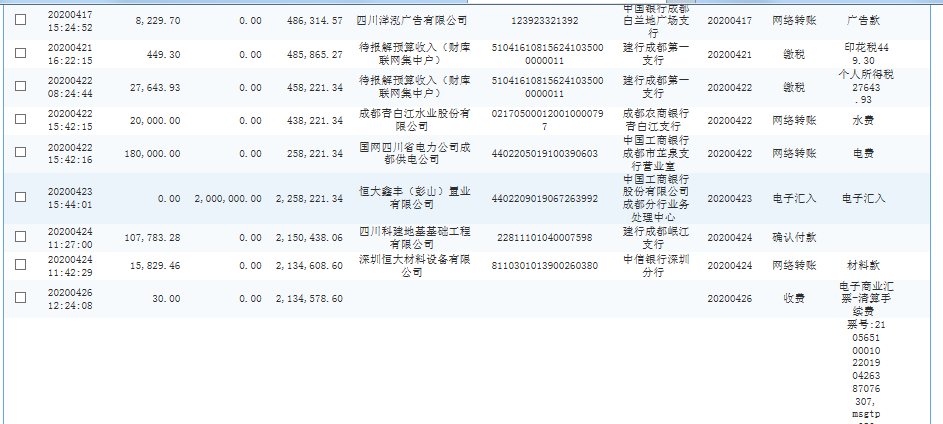 20200417 15:24:52 8,229.70 0.00 486,314.57 四川洋泓广告有限公司 123923321392 中国银行成都白兰地广场支行 20200417 网络转账 广告款
20200421 16:22:15 449.30 0.00 485,865.27 待报解预算收入（财库联网集中户） 510416108156241035000000011 建行成都第一支行 20200421 缴税 印花税449.30
20200422 08:24:44 27,643.93 0.00 458,221.34 待报解预算收入（财库联网集中户） 510416108156241035000000011 建行成都第一支行 20200422 缴税 个人所得税27643.93
20200422 15:42:15 20,000.00 0.00 438,221.34 成都青白江水业股份有限公司 0217050001200100000797 成都农商银行青白江支行 20200422 网络转账 水费
20200422 15:42:16 180,000.00 0.00 258,221.34 国网四川省电力公司成都供电公司 4402205019100390603 中国工商银行成都市芷泉支行营业室 20200422 网络转账 电费
20200423 15:44:01 0.00 2,000,000.00 2,258,221.34 恒大鑫丰（彭山）置业有限公司 4402209019067263992 中国工商银行股份有限公司成都分行业务处理中心 20200423 电子汇入 电子汇入
20200424 11:27:00 107,783.28 0.00 2,150,438.06 四川科建地基基础工程有限公司 22811101040007598 建行成都岷江支行 20200424 确认付款
20200424 11:42:29 15,829.46 0.00 2,134,608.60 深圳恒大材料设备有限公司 8110301013900260380 中信银行深圳分行 20200424 网络转账 材料款
20200426 12:24:08 30.00 0.00 2,134,578.60 20200426 收费 电子商业汇票-清算手续费
票号:21
05651
00010
22019
04263
87076
307,
msgtp